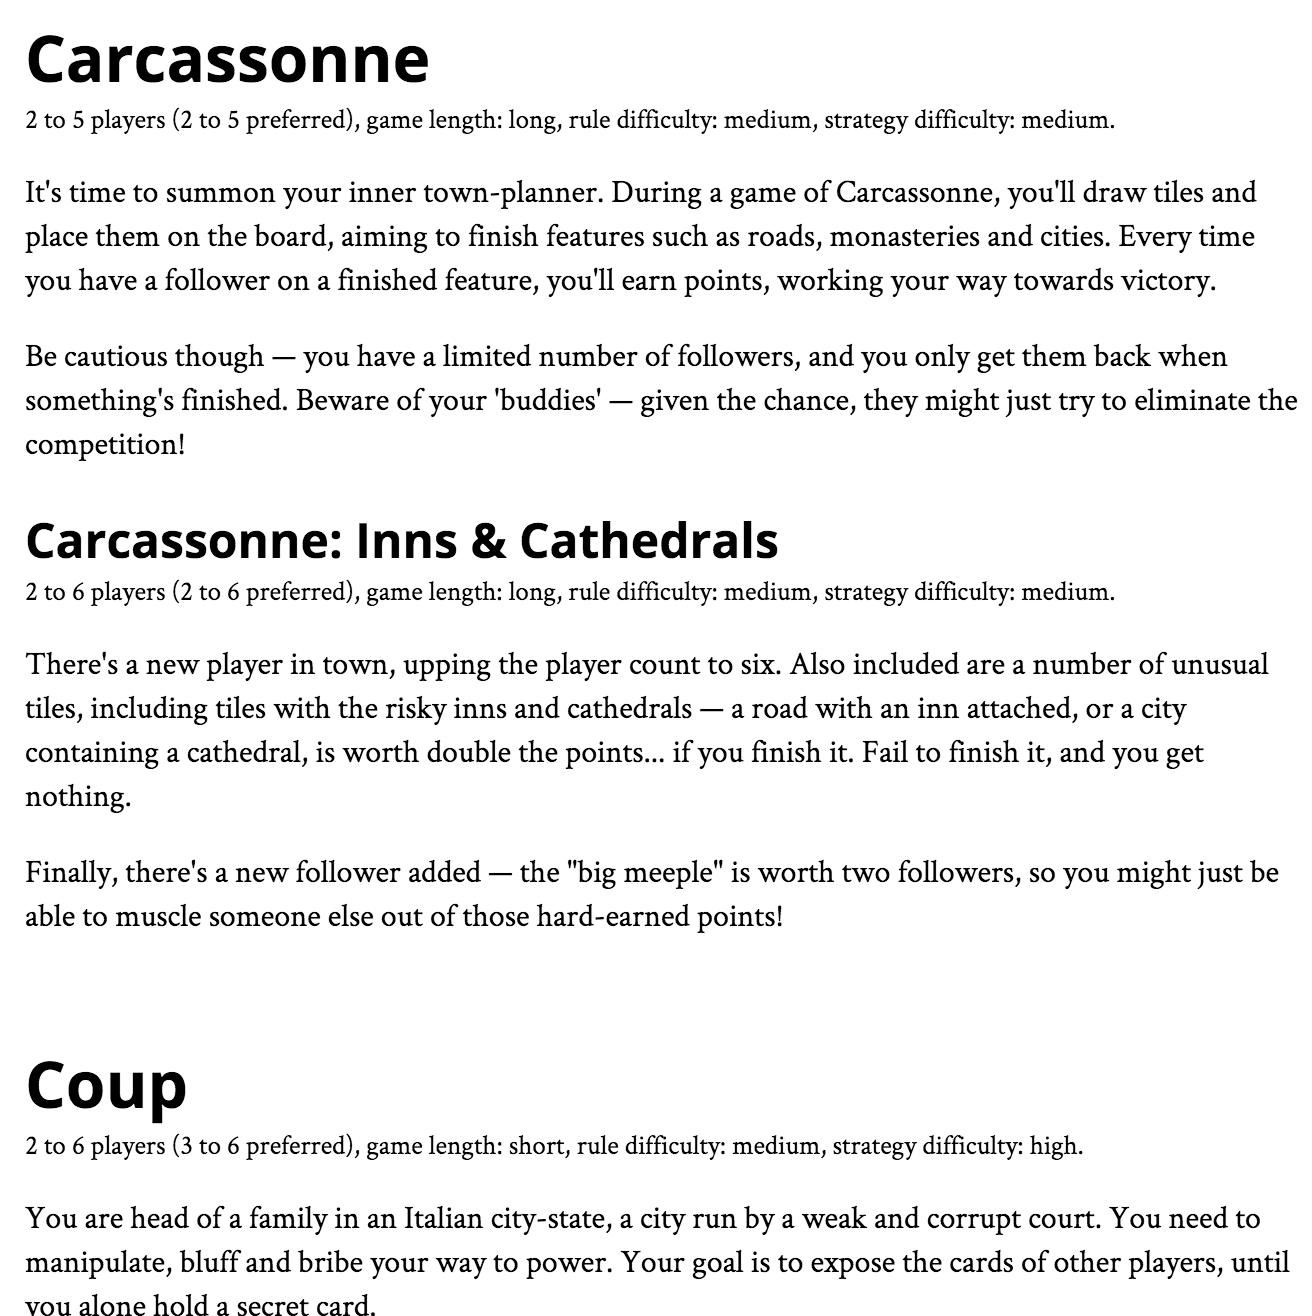 Carcassonne
2 to 5 players (2 to 5 preferred), game length: long, rule difficulty: medium, strategy difficulty: medium.
It's time to summon your inner town-planner. During a game of Carcassonne, you'll draw tiles and
place them on the board, aiming to finish features such as roads, monasteries and cities. Every time
you have a follower on a finished feature, you'll earn points, working your way towards victory.
Be cautious though — you have a limited number of followers, and you only get them back when
something's finished. Beware of your 'buddies' — given the chance, they might just try to eliminate the
competition!
Carcassonne: Inns & Cathedrals
2 to 6 players (2 to 6 preferred), game length: long, rule difficulty: medium, strategy difficulty: medium.
There's a new player in town, upping the player count to six. Also included are a number of unusual
tiles, including tiles with the risky inns and cathedrals — a road with an inn attached, or a city
containing a cathedral, is worth double the points... if you finish it. Fail to finish it, and you get
nothing.
Finally, there's a new follower added — the "big meeple" is worth two followers, so you might just be
able to muscle someone else out of those hard-earned points!
Coup
2 to 6 players (3 to 6 preferred), game length: short, rule difficulty: medium, strategy difficulty: high.
You are head of a family in an Italian city-state, a city run by a weak and corrupt court. You need to
manipulate, bluff and bribe your way to power. Your goal is to expose the cards of other players, until
you alone hold a secret card.